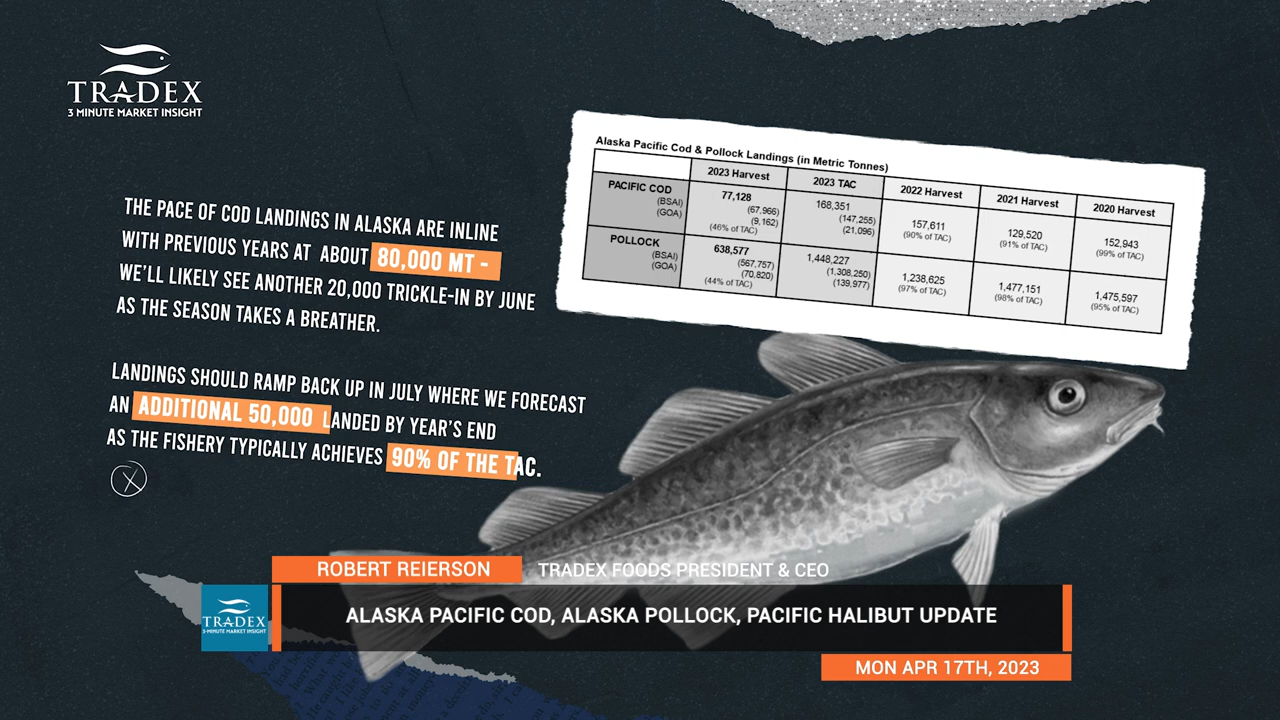 TRADEX
3 MINUTE MARKET INSIGHT
THE PACE OF COD LANDINGS IN ALASKA ARE INLINE
WITH PREVIOUS YEARS AT ABOUT 80,000 MT -
WE'LL LIKELY SEE ANOTHER 20,000 TRICKLE-IN BY JUNE
AS THE SEASON TAKES A BREATHER.
LANDINGS SHOULD RAMP BACK UP IN JULY WHERE WE FORECAST
AN ADDITIONAL 50,000 LANDED BY YEAR'S END
AS THE FISHERY TYPICALLY ACHIEVES 90% OF THE TAC.
Alaska Pacific Cod & Pollock Landings (in Metric Tonnes)
2023 Harvest 2023 TAC 2022 Harvest 2021 Harvest 2020 Harvest
PACIFIC COD 77,128 168,351 157,611 129,520 152,943
(BSAI) (67,966) (147,255) (90% of TAC) (91% of TAC) (99% of TAC)
(GOA) (9,162) (21,096)
(46% of TAC)
POLLOCK 638,577 1,448,227 1,238,625 1,477,151 1,475,597
(BSAI) (567,757) (1,308,250) (97% of TAC) (98% of TAC) (95% of TAC)
(GOA) (70,820) (139,977)
(44% of TAC)
ROBERT REIERSON TRADEX FOODS PRESIDENT & CEO
TRADEX
3-MINUTE MARKET INSIGHT
ALASKA PACIFIC COD, ALASKA POLLOCK, PACIFIC HALIBUT UPDATE
MON APR 17TH, 2023